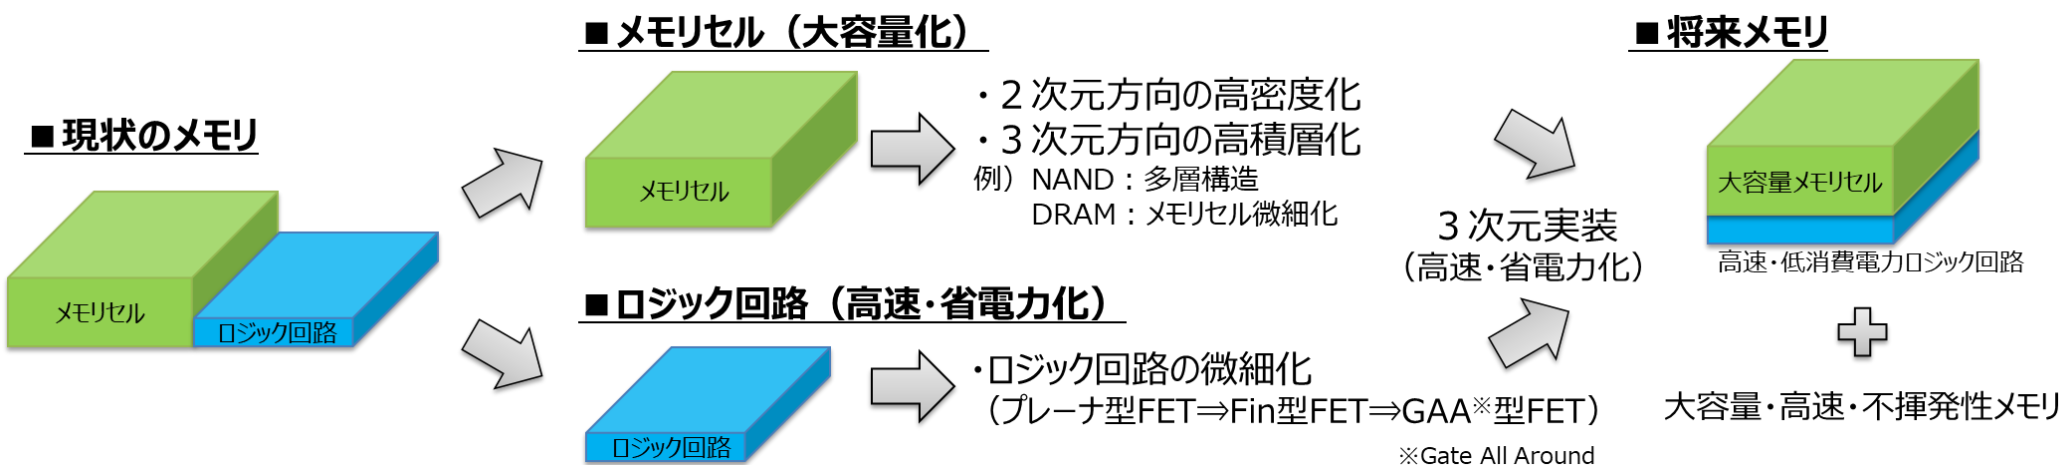 ■現状のメモリ
メモリセル
ロジック回路
■メモリセル（大容量化）
メモリセル
・２次元方向の高密度化
・３次元方向の高積層化
例）NAND：多層構造
DRAM：メモリセル微細化
■ロジック回路（高速・省電力化）
ロジック回路
・ロジック回路の微細化
（プレーナ型FET⇒Fin型FET⇒GAA※型FET）
※Gate All Around
３次元実装
（高速・省電力化）
■将来メモリ
大容量メモリセル
高速・低消費電力ロジック回路
大容量・高速・不揮発性メモリ